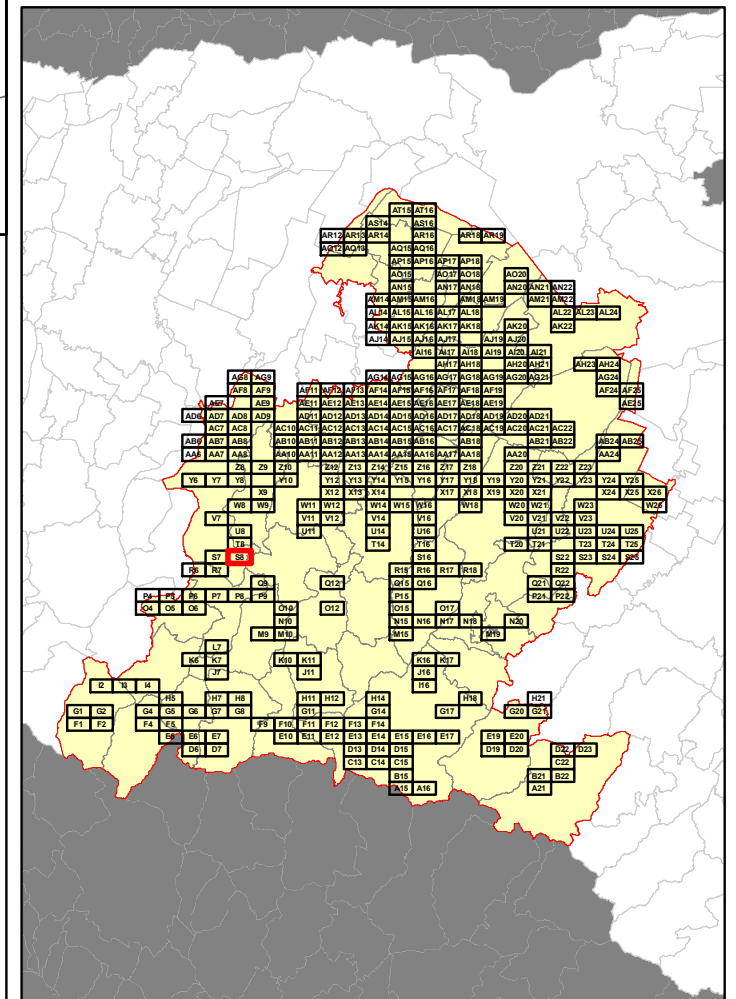 AT15 AT16
AS14 AS16
AR12 AR13 AR14 AR16 AR18 AR19
AQ12 AQ13 AQ15 AQ16
AP15 AP16 AP17 AP18
AO15 AO17 AO18 AO20
AN15 AN17 AN18 AN20 AN21 AN22
AM14 AM15 AM16 AM18 AM19 AM21 AM22
AL14 AL15 AL16 AL17 AL18 AL22 AL23 AL24
AK14 AK15 AK16 AK17 AK18 AK20 AK22
AJ14 AJ15 AJ16 AJ17 AJ19 AJ20
AI16 AI17 AI18 AI19 AI20 AI21
AH17 AH18 AH20 AH21 AH23 AH24
AG8 AG9 AG14 AG15 AG16 AG17 AG18 AG19 AG20 AG21 AG24
AF8 AF9 AF11 AF12 AF13 AF14 AF15 AF16 AF17 AF18 AF19 AF24 AF25
AE7 AE9 AE11 AE12 AE13 AE14 AE15 AE16 AE17 AE18 AE19 AE25
AD6 AD7 AD8 AD9 AD11 AD12 AD13 AD14 AD15 AD16 AD17 AD18 AD19 AD20 AD21
AC7 AC8 AC10 AC11 AC12 AC13 AC14 AC15 AC16 AC17 AC18 AC19 AC20 AC21 AC22
AB6 AB7 AB8 AB10 AB11 AB12 AB13 AB14 AB15 AB16 AB18 AB21 AB22 AB24 AB25
AA6 AA7 AA8 AA10 AA11 AA12 AA13 AA14 AA15 AA16 AA17 AA18 AA20 AA24
Z8 Z9 Z10 Z12 Z13 Z14 Z15 Z16 Z17 Z18 Z20 Z21 Z22 Z23
Y6 Y7 Y8 Y10 Y12 Y13 Y14 Y15 Y16 Y17 Y18 Y19 Y20 Y21 Y22 Y23 Y24 Y25
X9 X12 X13 X14 X17 X18 X19 X20 X21 X24 X25 X26
W8 W9 W11 W12 W14 W15 W16 W18 W20 W21 W23 W26
V7 V11 V12 V14 V16 V20 V21 V22 V23
U8 U11 U14 U16 U21 U22 U23 U24 U25
T8 T14 T16 T20 T21 T23 T24 T25
S7 S8 S16 S22 S23 S24 S25
R6 R7 R15 R16 R17 R18 R22
Q9 Q12 Q15 Q16 Q21 Q22
P4 P5 P6 P7 P8 P9 P15 P21 P22
O4 O5 O6 O10 O12 O15 O17
N10 N15 N16 N17 N18 N20
M9 M10 M15 M19
L7
K6 K7 K10 K11 K16 K17
J7 J11 J16
I2 I3 I4 I16
H5 H7 H8 H11 H12 H14 H18 H21
G1 G2 G4 G5 G6 G7 G8 G11 G14 G17 G20 G21
F1 F2 F4 F5 F9 F10 F11 F12 F13 F14
E5 E6 E7 E10 E11 E12 E13 E14 E15 E16 E17 E19 E20
D6 D7 D13 D14 D15 D19 D20 D22 D23
C13 C14 C15 C22
B15 B21 B22
A15 A16 A21